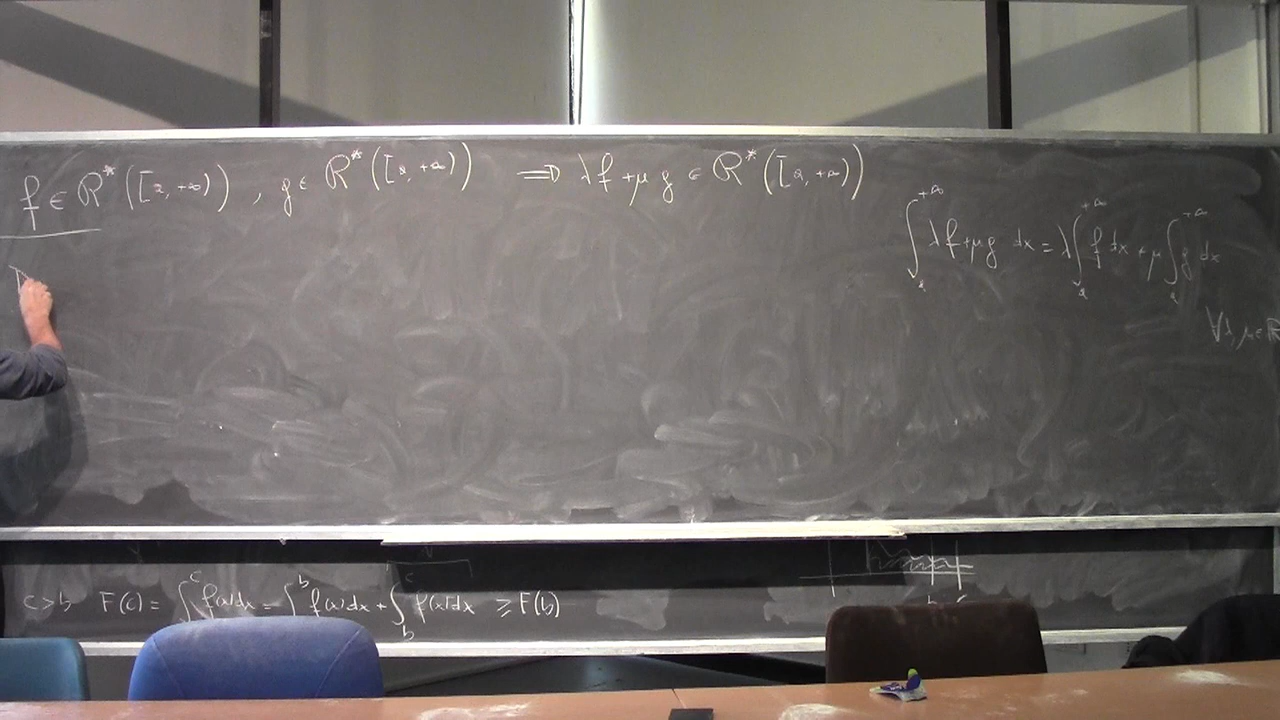 f ∈ R*([a, +∞)) , g ∈ R*([a, +∞)) ⟹ λf + μg ∈ R*([a, +∞))
∫_a^{+∞} λf + μg dx = λ∫_a^{+∞} f dx + μ∫_a^{+∞} g dx
∀λ, μ ∈ R
c > b F(c) = ∫^c f(x)dx = ∫^b f(x)dx + ∫_b^c f(x)dx ≥ F(b)